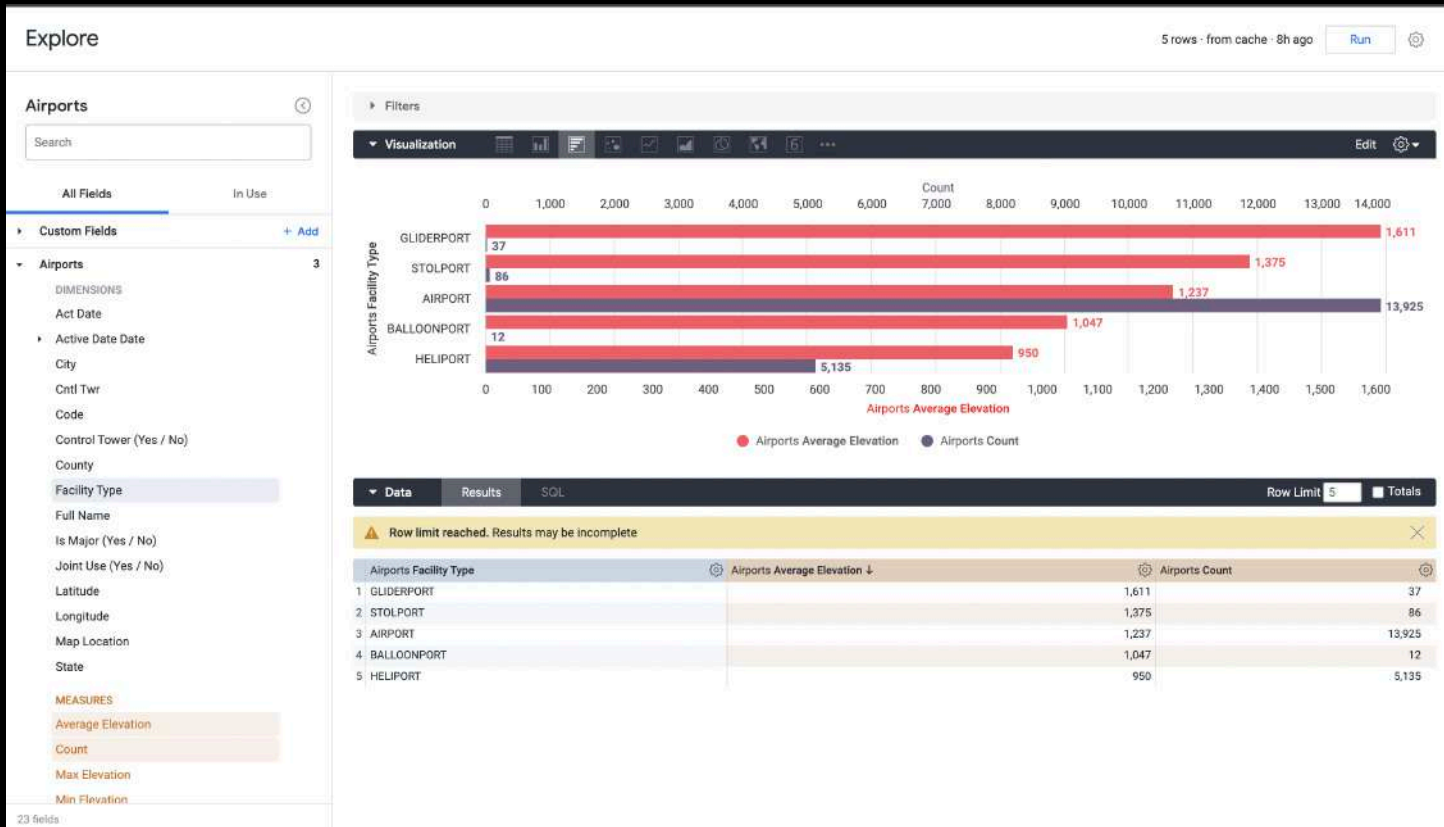 Explore
5 rows · from cache · 8h ago Run
Airports
Search
All Fields In Use
Custom Fields + Add
Airports 3
DIMENSIONS
Act Date
Active Date Date
City
Cntl Twr
Code
Control Tower (Yes / No)
County
Facility Type
Full Name
Is Major (Yes / No)
Joint Use (Yes / No)
Latitude
Longitude
Map Location
State
MEASURES
Average Elevation
Count
Max Elevation
Min Elevation
23 fields
Filters
Visualization 6 ••• Edit
Count
0 1,000 2,000 3,000 4,000 5,000 6,000 7,000 8,000 9,000 10,000 11,000 12,000 13,000 14,000
Airports Facility Type
GLIDERPORT 1,611
37
STOLPORT 1,375
86
AIRPORT 1,237
13,925
BALLOONPORT 1,047
12
HELIPORT 950
5,135
0 100 200 300 400 500 600 700 800 900 1,000 1,100 1,200 1,300 1,400 1,500 1,600
Airports Average Elevation
Airports Average Elevation Airports Count
Data Results SQL Row Limit 5 Totals
Row limit reached. Results may be incomplete
Airports Facility Type Airports Average Elevation ↓ Airports Count
1 GLIDERPORT 1,611 37
2 STOLPORT 1,375 86
3 AIRPORT 1,237 13,925
4 BALLOONPORT 1,047 12
5 HELIPORT 950 5,135